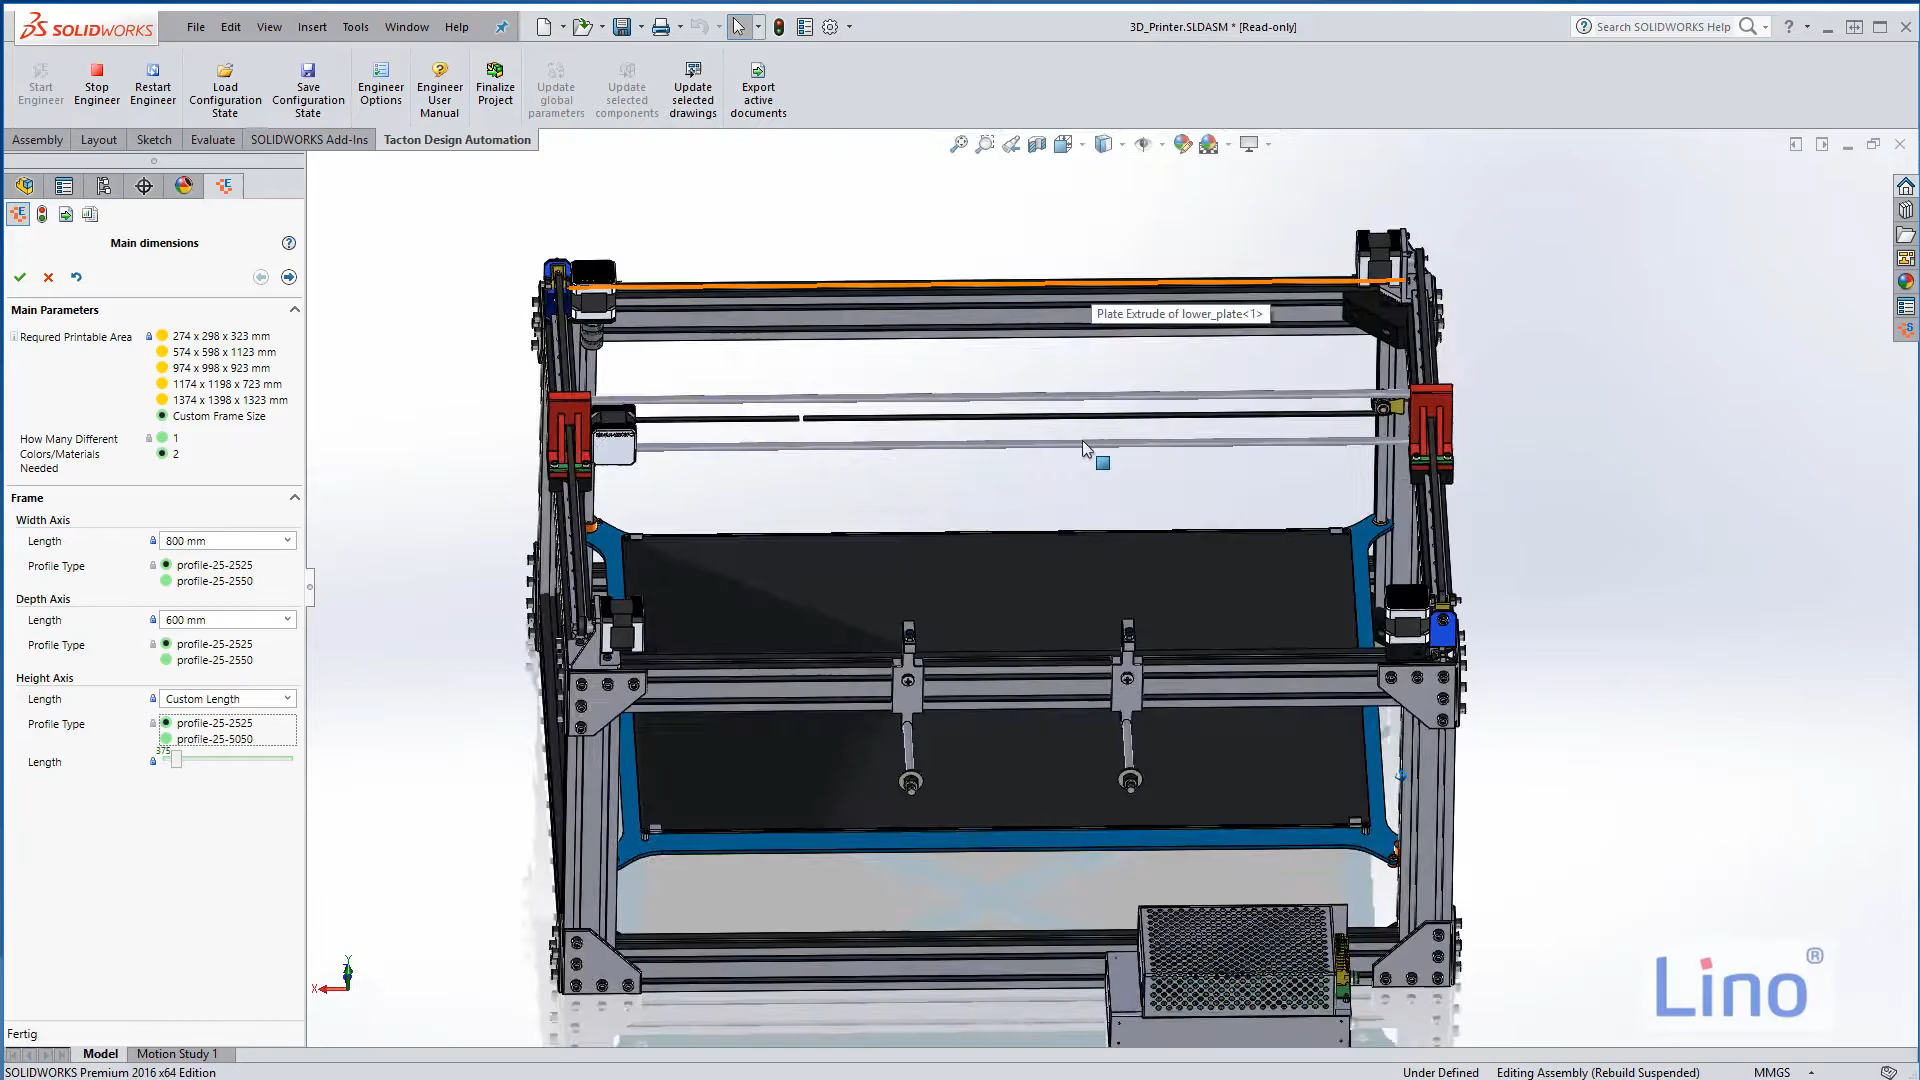 SOLIDWORKS
File Edit View Insert Tools Window Help
3D_Printer.SLDASM * [Read-only]
Search SOLIDWORKS Help
Start Engineer
Stop Engineer
Restart Engineer
Load Configuration State
Save Configuration State
Engineer Options
Engineer User Manual
Finalize Project
Update global parameters
Update selected components
Update selected drawings
Export active documents
Assembly Layout Sketch Evaluate SOLIDWORKS Add-Ins Tacton Design Automation
Main dimensions
Main Parameters
Requred Printable Area
274 x 298 x 323 mm
574 x 598 x 1123 mm
974 x 998 x 923 mm
1174 x 1198 x 723 mm
1374 x 1398 x 1323 mm
Custom Frame Size
How Many Different Colors/Materials Needed
1
2
Frame
Width Axis
Length 800 mm
Profile Type profile-25-2525
profile-25-2550
Depth Axis
Length 600 mm
Profile Type profile-25-2525
profile-25-2550
Height Axis
Length Custom Length
Profile Type profile-25-2525
profile-25-5050
375
Length
Plate Extrude of lower_plate<1>
Y
X
Lino®
Fertig
Model Motion Study 1
SOLIDWORKS Premium 2016 x64 Edition
Under Defined Editing Assembly (Rebuild Suspended) MMGS